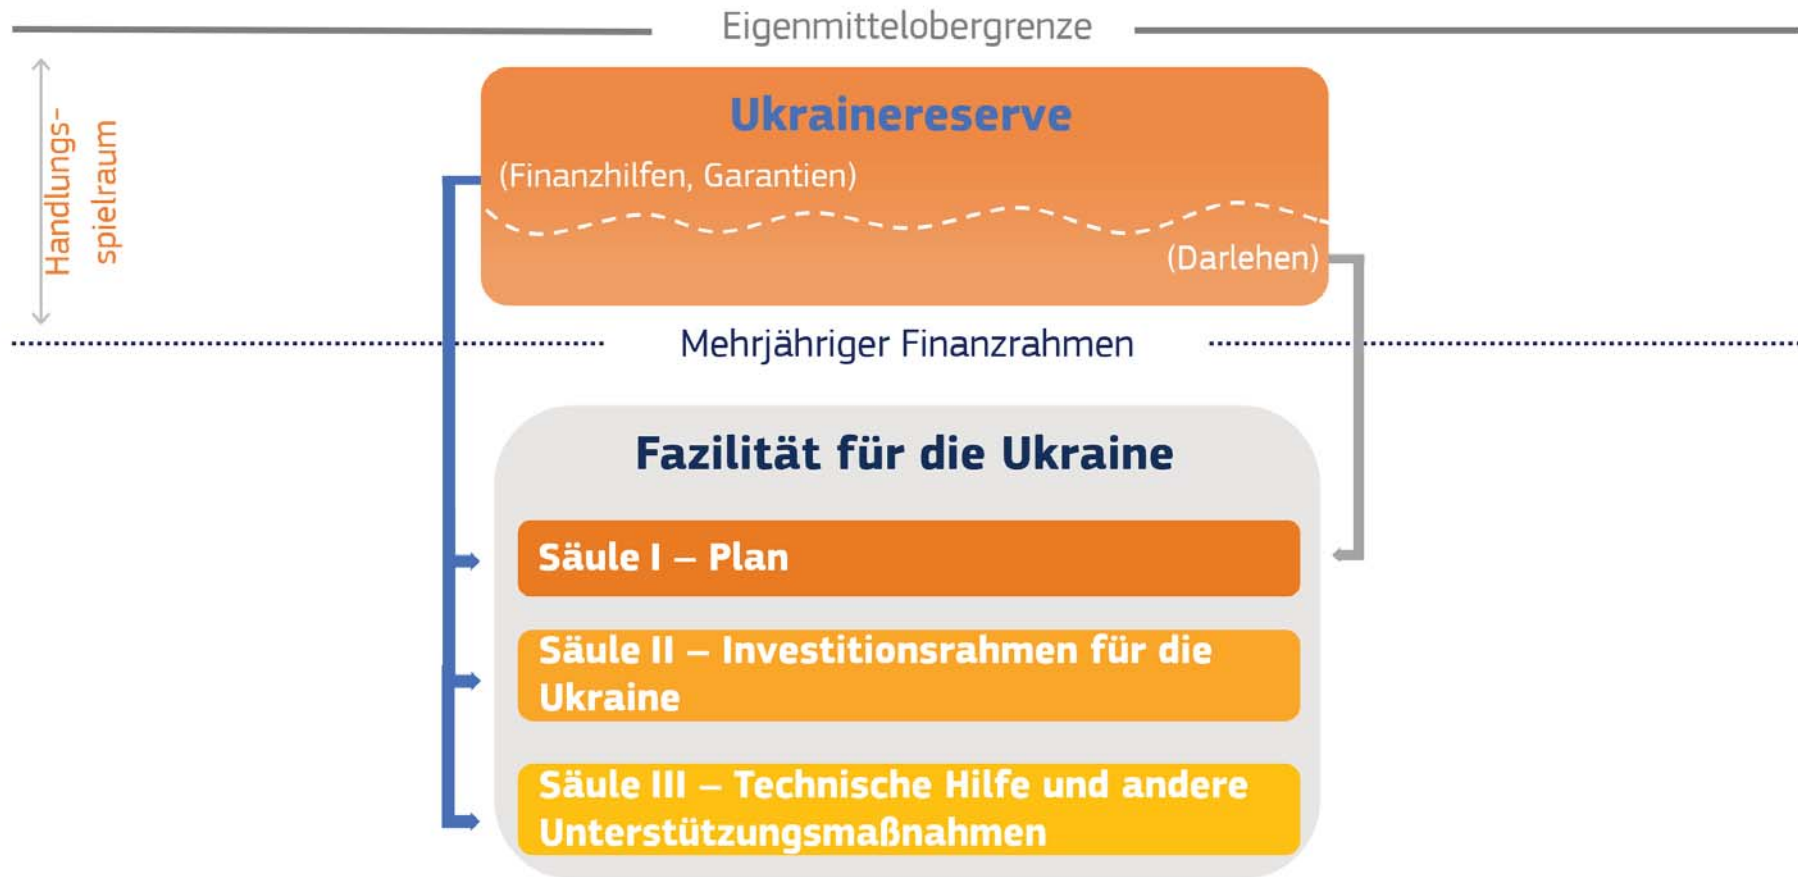 Eigenmittelobergrenze
Handlungs-
spielraum
Ukrainereserve
(Finanzhilfen, Garantien)
(Darlehen)
Mehrjähriger Finanzrahmen
Fazilität für die Ukraine
Säule I – Plan
Säule II – Investitionsrahmen für die
Ukraine
Säule III – Technische Hilfe und andere
Unterstützungsmaßnahmen